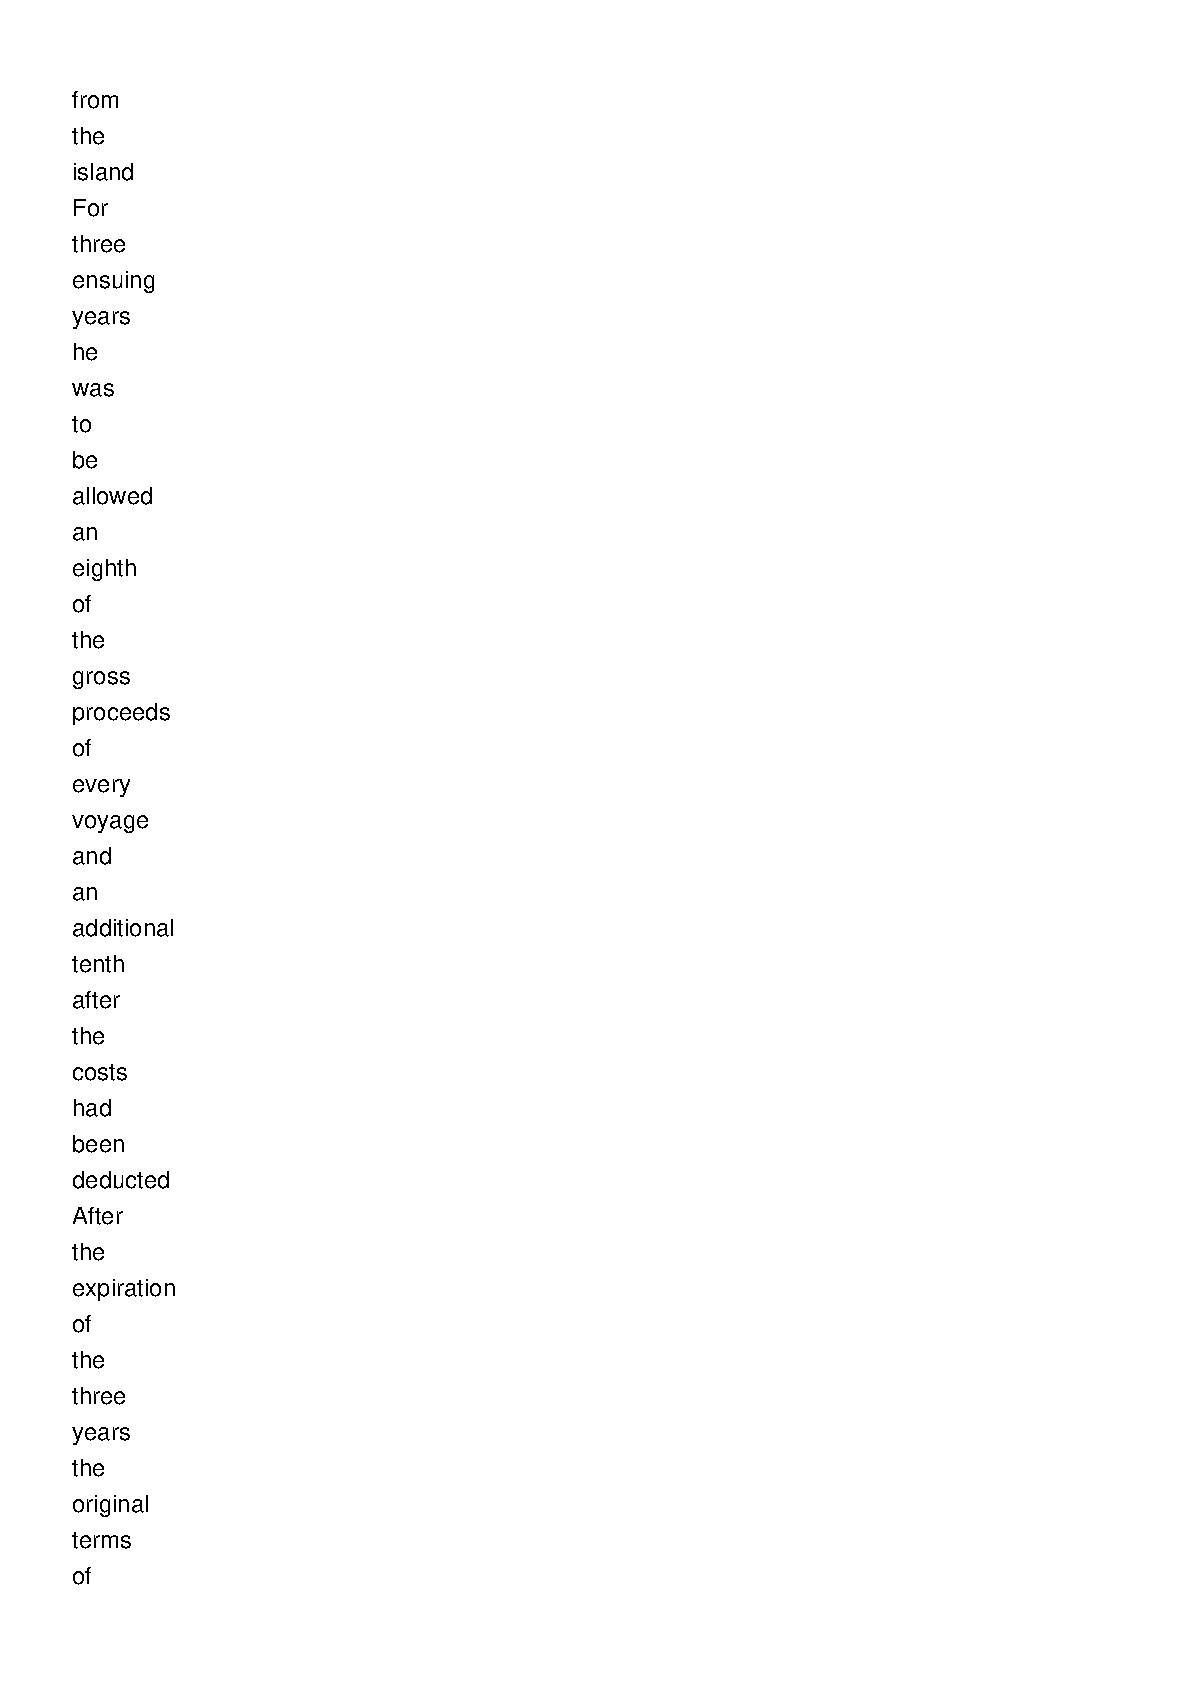 from
the
island
For
three
ensuing
years
he
was
to
be
allowed
an
eighth
of
the
gross
proceeds
of
every
voyage
and
an
additional
tenth
after
the
costs
had
been
deducted
After
the
expiration
of
the
three
years
the
original
terms
of